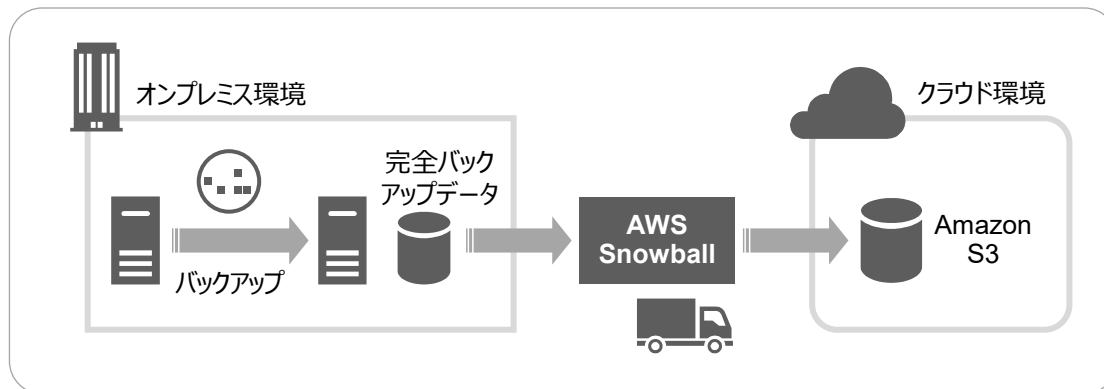 オンプレミス環境
クラウド環境
完全バック
アップデータ
バックアップ
AWS
Snowball
Amazon
S3